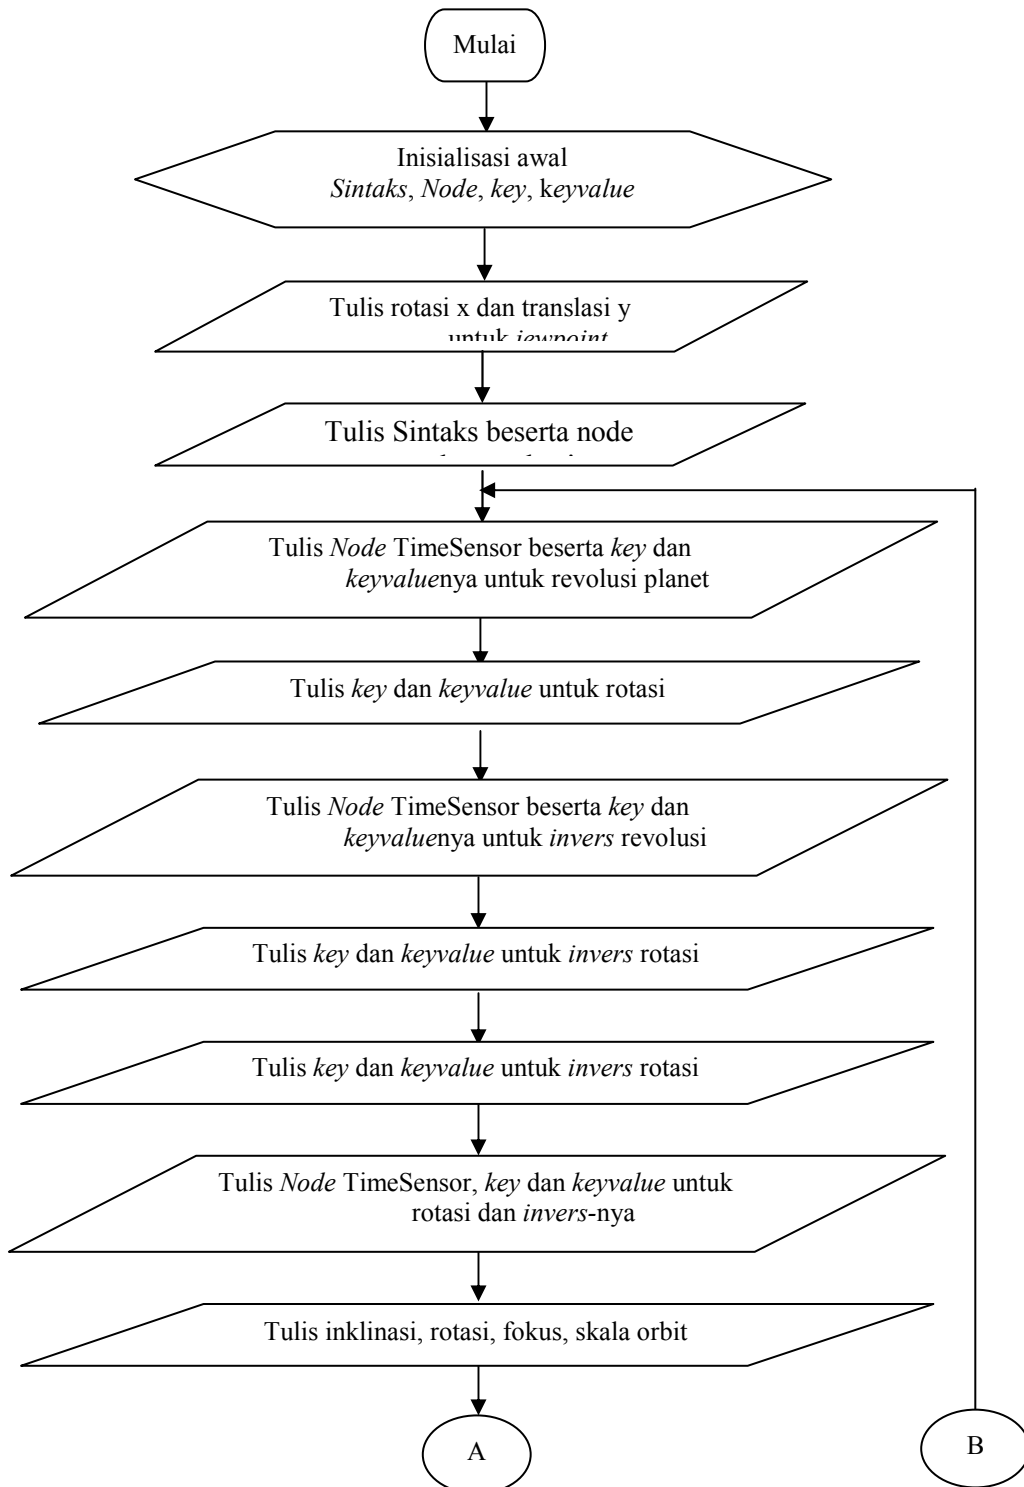 Mulai
Inisialisasi awal
Sintaks, Node, key, keyvalue
Tulis rotasi x dan translasi y
untuk iewpoint
Tulis Sintaks beserta node
Tulis Node TimeSensor beserta key dan
keyvaluenya untuk revolusi planet
Tulis key dan keyvalue untuk rotasi
Tulis Node TimeSensor beserta key dan
keyvaluenya untuk invers revolusi
Tulis key dan keyvalue untuk invers rotasi
Tulis key dan keyvalue untuk invers rotasi
Tulis Node TimeSensor, key dan keyvalue untuk
rotasi dan invers-nya
Tulis inklinasi, rotasi, fokus, skala orbit
A
B